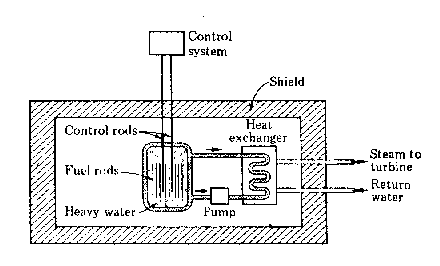 Control
system
Shield
Control rods
Heat
exchanger
Steam to
turbine
Fuel rods
Return
water
Heavy water
Pump